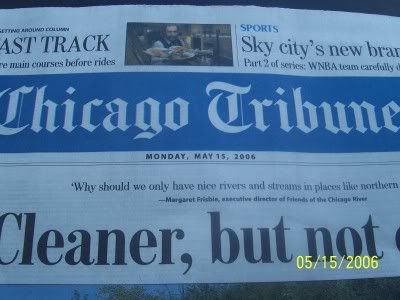 GETTING AROUND COLUMN
FAST TRACK
re main courses before rides
SPORTS
Sky city's new bran
Part 2 of series: WNBA team carefully d
Chicago Tribune
MONDAY, MAY 15, 2006
'Why should we only have nice rivers and streams in places like northern
—Margaret Frisbie, executive director of Friends of the Chicago River
Cleaner, but not
05/15/2006